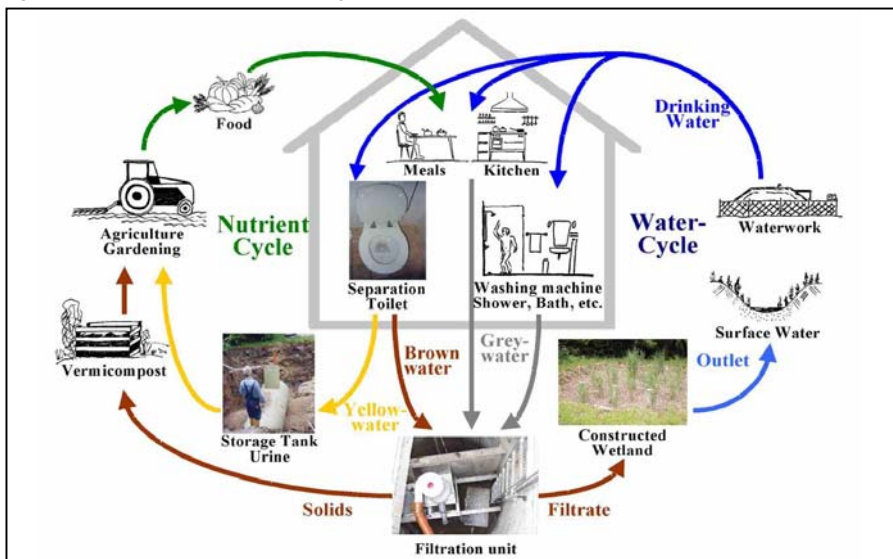 Food
Drinking
Water
Meals
Kitchen
Agriculture
Gardening
Nutrient
Cycle
Water-
Cycle
Waterwork
Separation
Toilet
Washing machine
Shower, Bath, etc.
Surface Water
Vermicompost
Brown
water
Grey-
water
Outlet
Yellow-
water
Storage Tank
Urine
Constructed
Wetland
Solids
Filtrate
Filtration unit